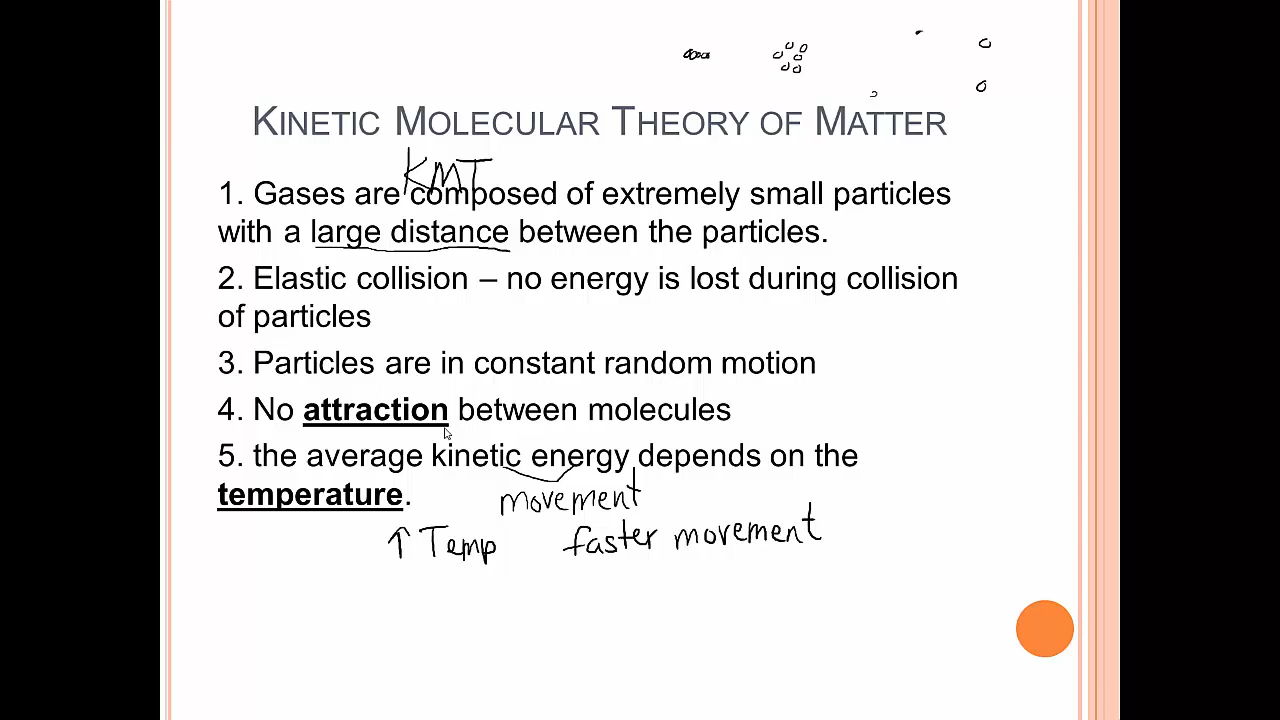 KINETIC MOLECULAR THEORY OF MATTER
KMT
1. Gases are composed of extremely small particles
with a large distance between the particles.
2. Elastic collision – no energy is lost during collision
of particles
3. Particles are in constant random motion
4. No attraction between molecules
5. the average kinetic energy depends on the
temperature.
movement
↑ Temp faster movement